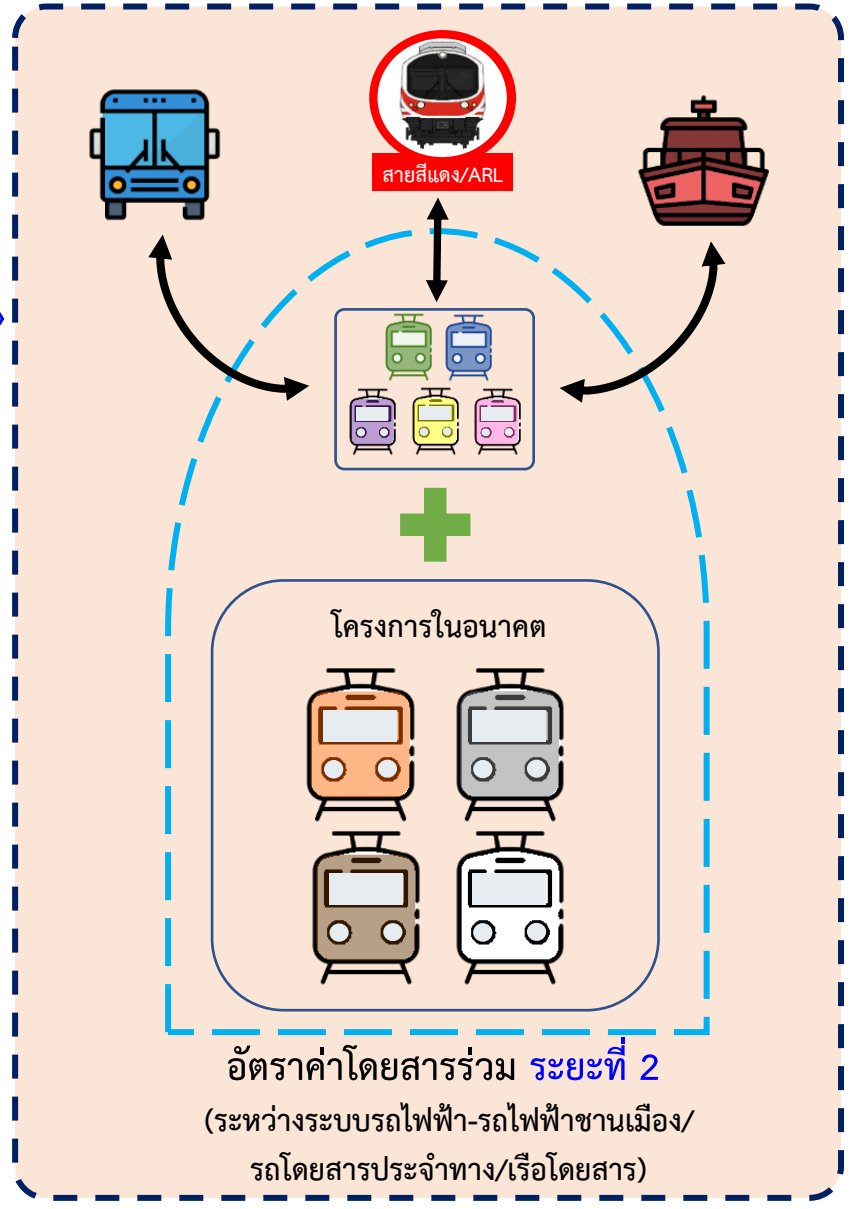 สายสีแดง/ARL
โครงการในอนาคต
อัตราค่าโดยสารร่วม ระยะที่ 2
(ระหว่างระบบรถไฟฟ้า-รถไฟฟ้าชานเมือง/
รถโดยสารประจำทาง/เรือโดยสาร)